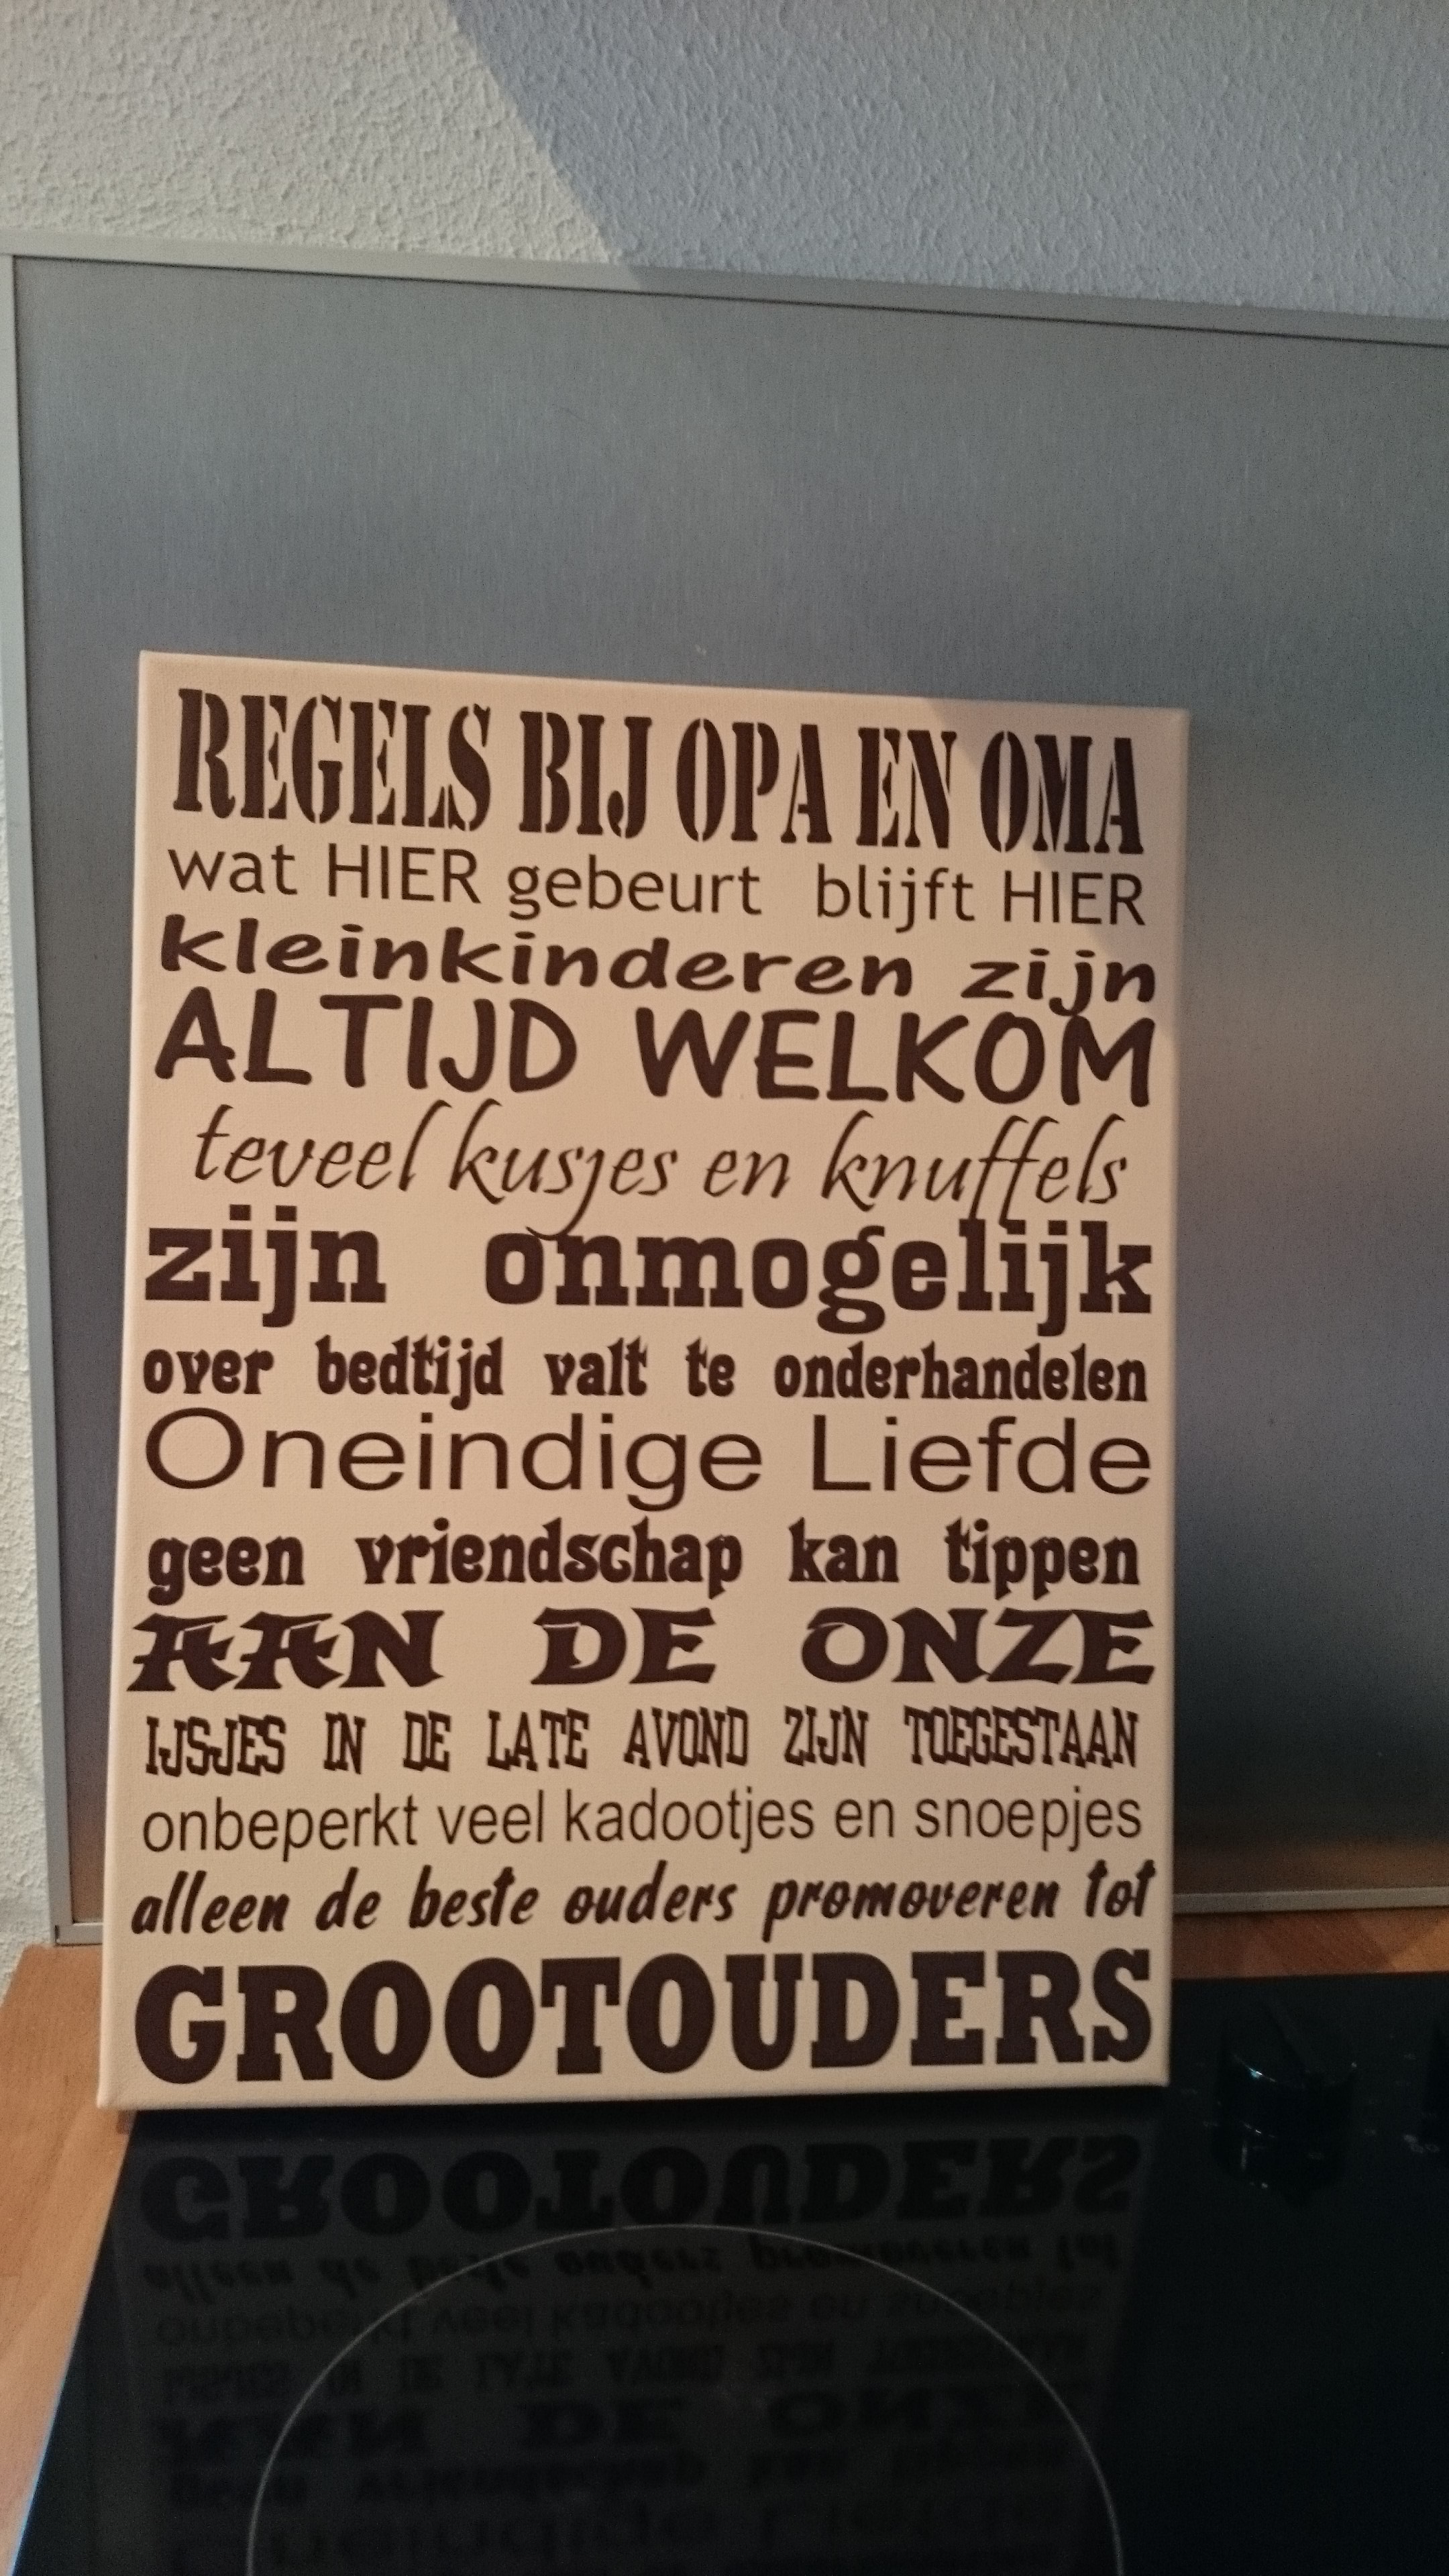 REGELS BIJ OPA EN OMA
wat HIER gebeurt blijft HIER
kleinkinderen zijn
ALTIJD WELKOM
teveel kusjes en knuffels
zijn onmogelijk
over bedtijd valt te onderhandelen
Oneindige Liefde
geen vriendschap kan tippen
AAN DE ONZE
IJSJES IN DE LATE AVOND ZIJN TOEGESTAAN
onbeperkt veel kadootjes en snoepjes
alleen de beste ouders promoveren tot
GROOTOUDERS